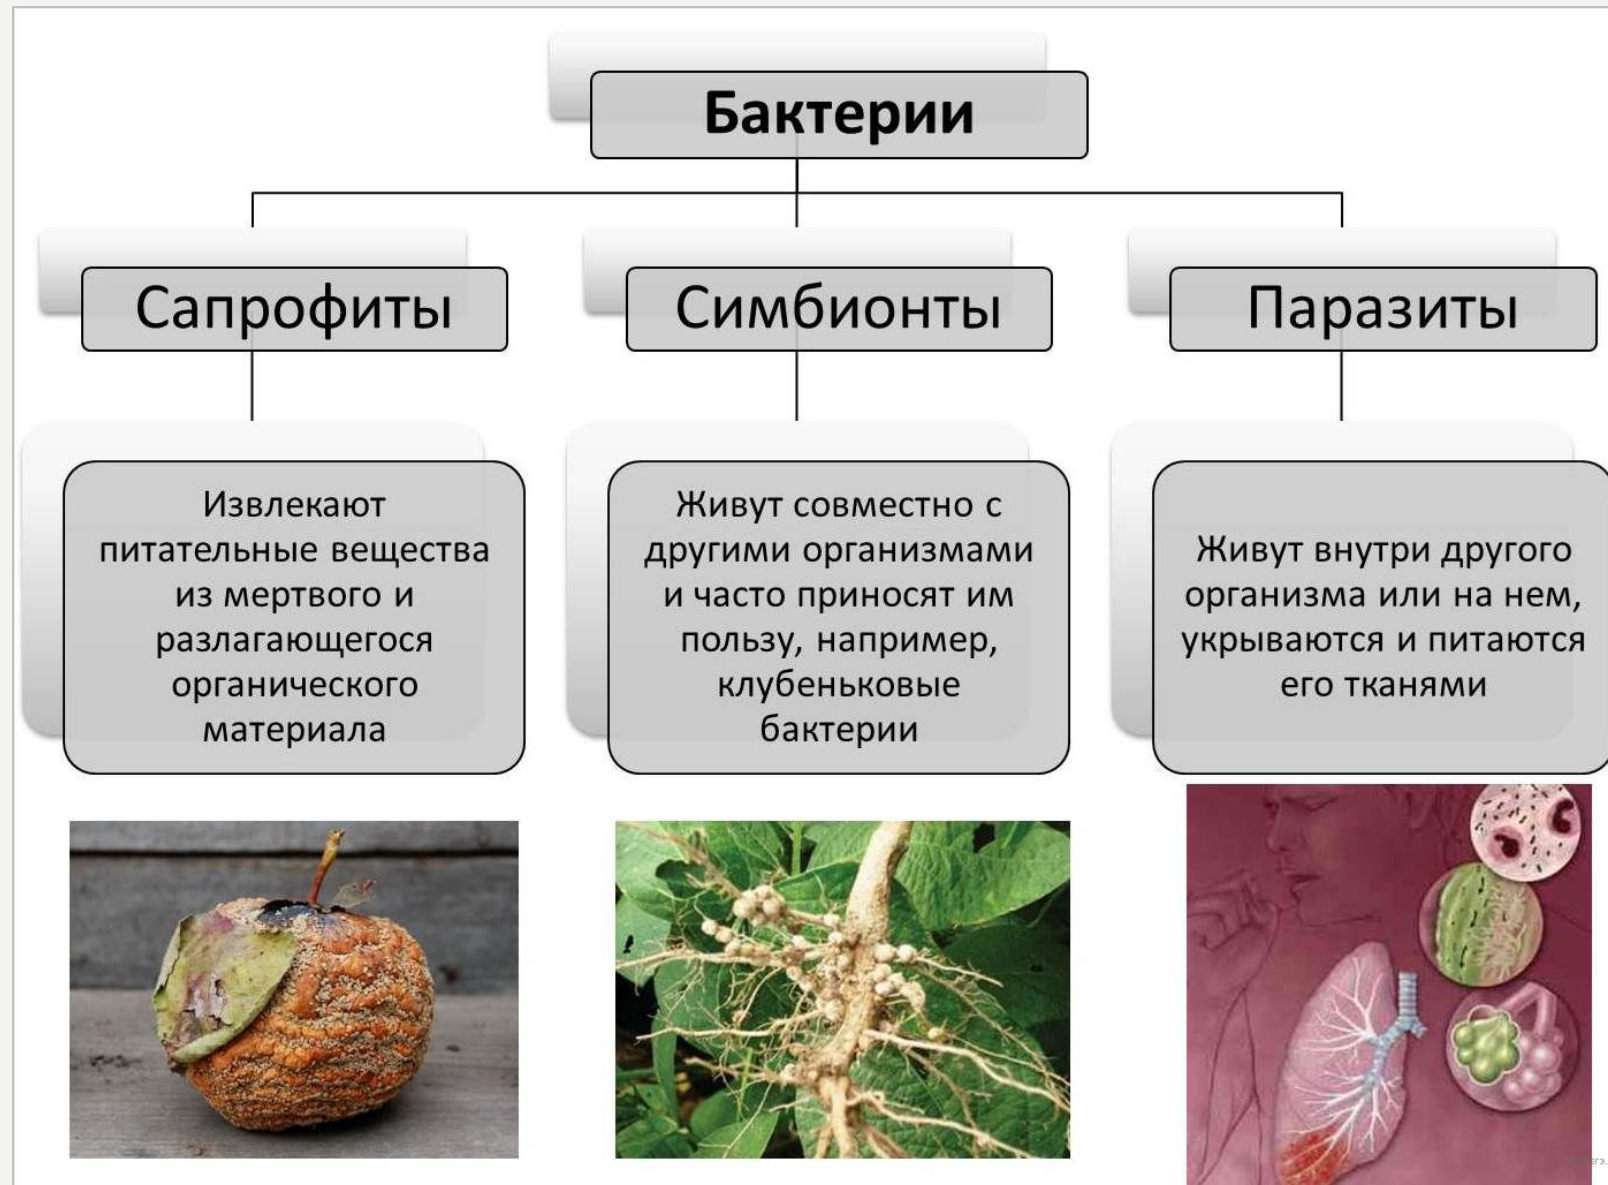 Бактерии
Сапрофиты
Симбионты
Паразиты
Извлекают
питательные вещества
из мертвого и
разлагающегося
органического
материала
Живут совместно с
другими организмами
и часто приносят им
пользу, например,
клубеньковые
бактерии
Живут внутри другого
организма или на нем,
укрываются и питаются
его тканями